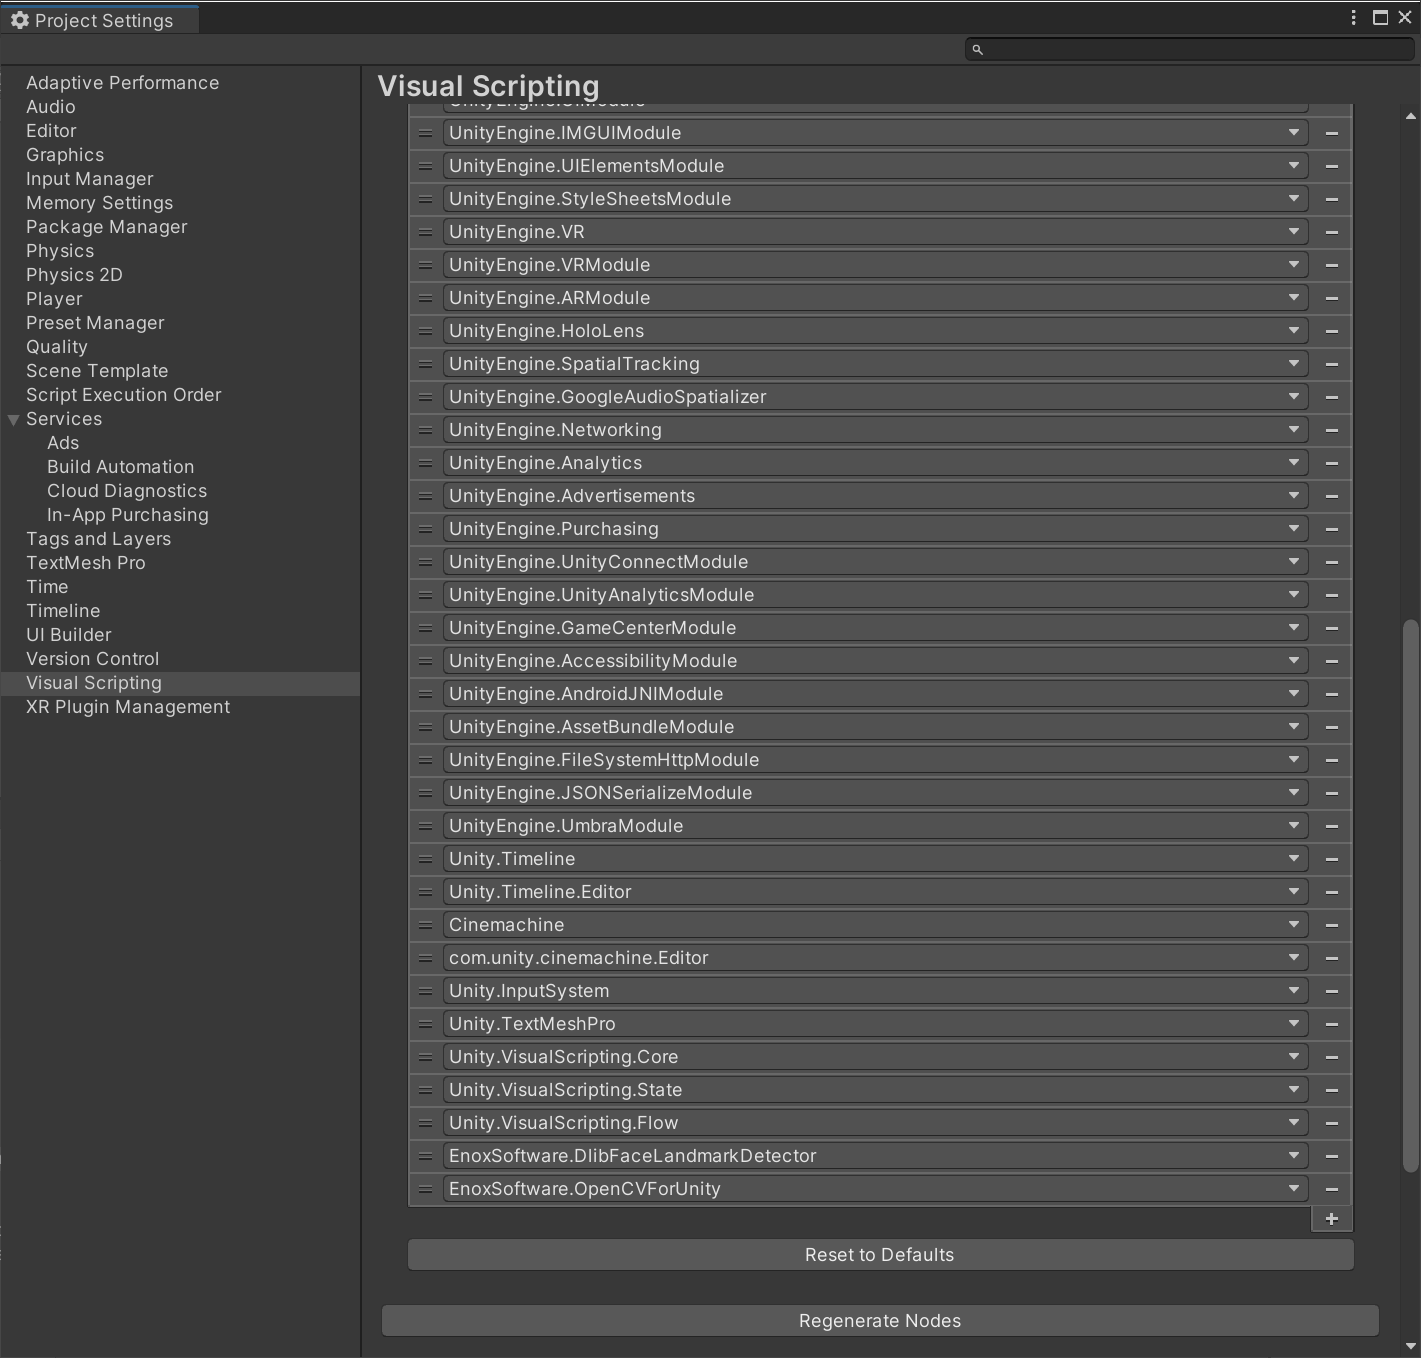 Project Settings
Adaptive Performance
Audio
Editor
Graphics
Input Manager
Memory Settings
Package Manager
Physics
Physics 2D
Player
Preset Manager
Quality
Scene Template
Script Execution Order
Services
Ads
Build Automation
Cloud Diagnostics
In-App Purchasing
Tags and Layers
TextMesh Pro
Time
Timeline
UI Builder
Version Control
Visual Scripting
XR Plugin Management
Visual Scripting
UnityEngine.UIModule
UnityEngine.IMGUIModule
UnityEngine.UIElementsModule
UnityEngine.StyleSheetsModule
UnityEngine.VR
UnityEngine.VRModule
UnityEngine.ARModule
UnityEngine.HoloLens
UnityEngine.SpatialTracking
UnityEngine.GoogleAudioSpatializer
UnityEngine.Networking
UnityEngine.Analytics
UnityEngine.Advertisements
UnityEngine.Purchasing
UnityEngine.UnityConnectModule
UnityEngine.UnityAnalyticsModule
UnityEngine.GameCenterModule
UnityEngine.AccessibilityModule
UnityEngine.AndroidJNIModule
UnityEngine.AssetBundleModule
UnityEngine.FileSystemHttpModule
UnityEngine.JSONSerializeModule
UnityEngine.UmbraModule
Unity.Timeline
Unity.Timeline.Editor
Cinemachine
com.unity.cinemachine.Editor
Unity.InputSystem
Unity.TextMeshPro
Unity.VisualScripting.Core
Unity.VisualScripting.State
Unity.VisualScripting.Flow
EnoxSoftware.DlibFaceLandmarkDetector
EnoxSoftware.OpenCVForUnity
Reset to Defaults
Regenerate Nodes